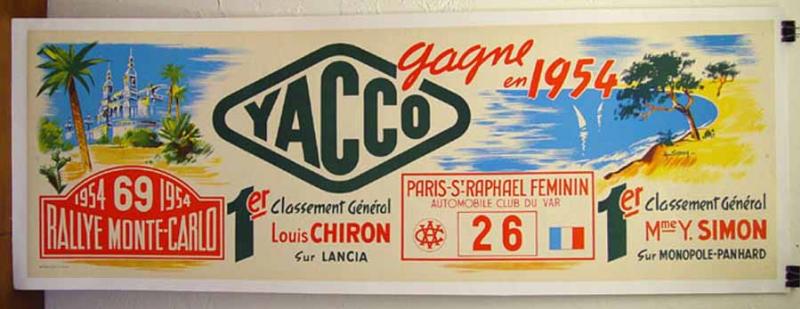 YACCO
gagne
en 1954
1954 69 1954
RALLYE MONTE-CARLO
1er Classement Général
Louis CHIRON
Sur LANCIA
PARIS-St RAPHAEL FEMININ
AUTOMOBILE CLUB DU VAR
26
1er Classement Général
Mme Y. SIMON
Sur MONOPOLE-PANHARD